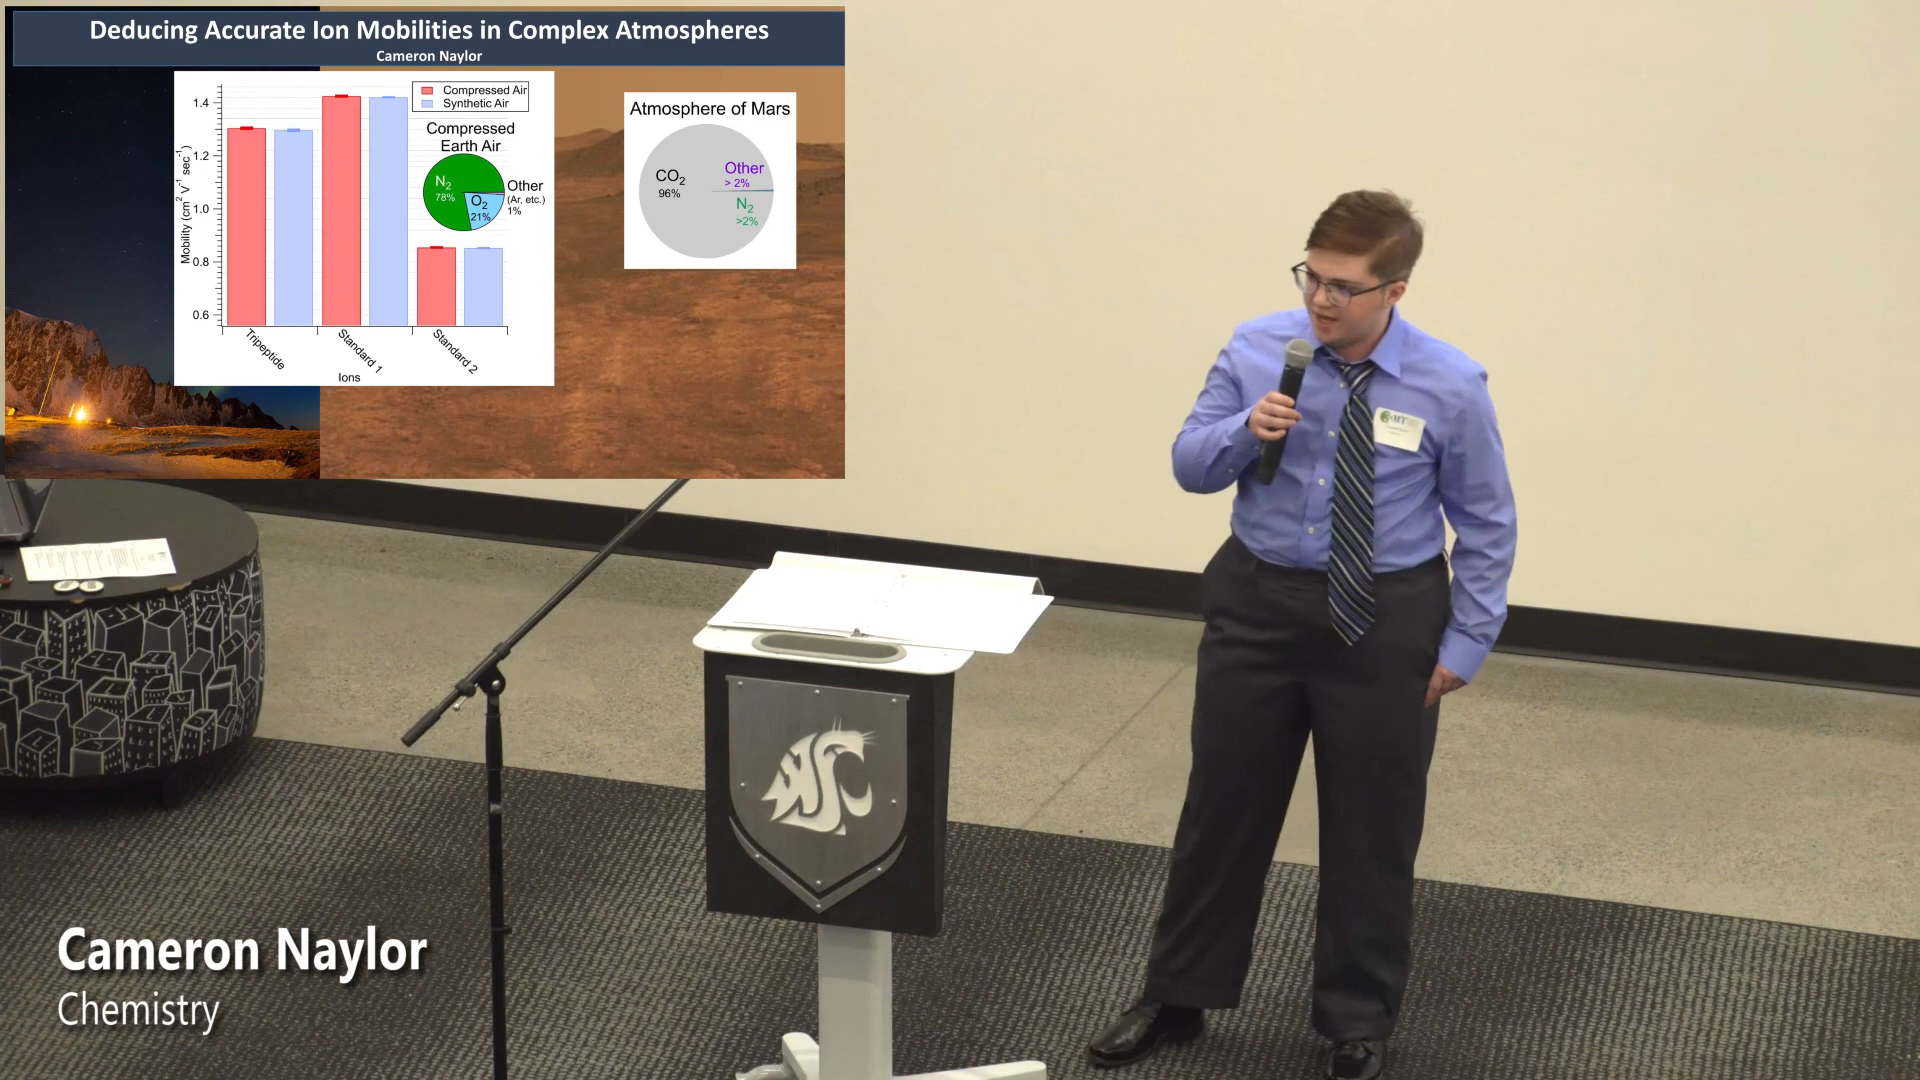 Deducing Accurate Ion Mobilities in Complex Atmospheres
Cameron Naylor
Compressed Air
Synthetic Air
1.4
1.2
1.0
0.8
0.6
Mobility (cm² V⁻¹ sec⁻¹)
Compressed
Earth Air
N₂
78%
O₂
21%
Other
(Ar, etc.)
1%
Tripeptide
Standard 1
Standard 2
Ions
Atmosphere of Mars
CO₂
96%
Other
> 2%
N₂
>2%
WSC
3MT
Cameron Naylor
Chemistry